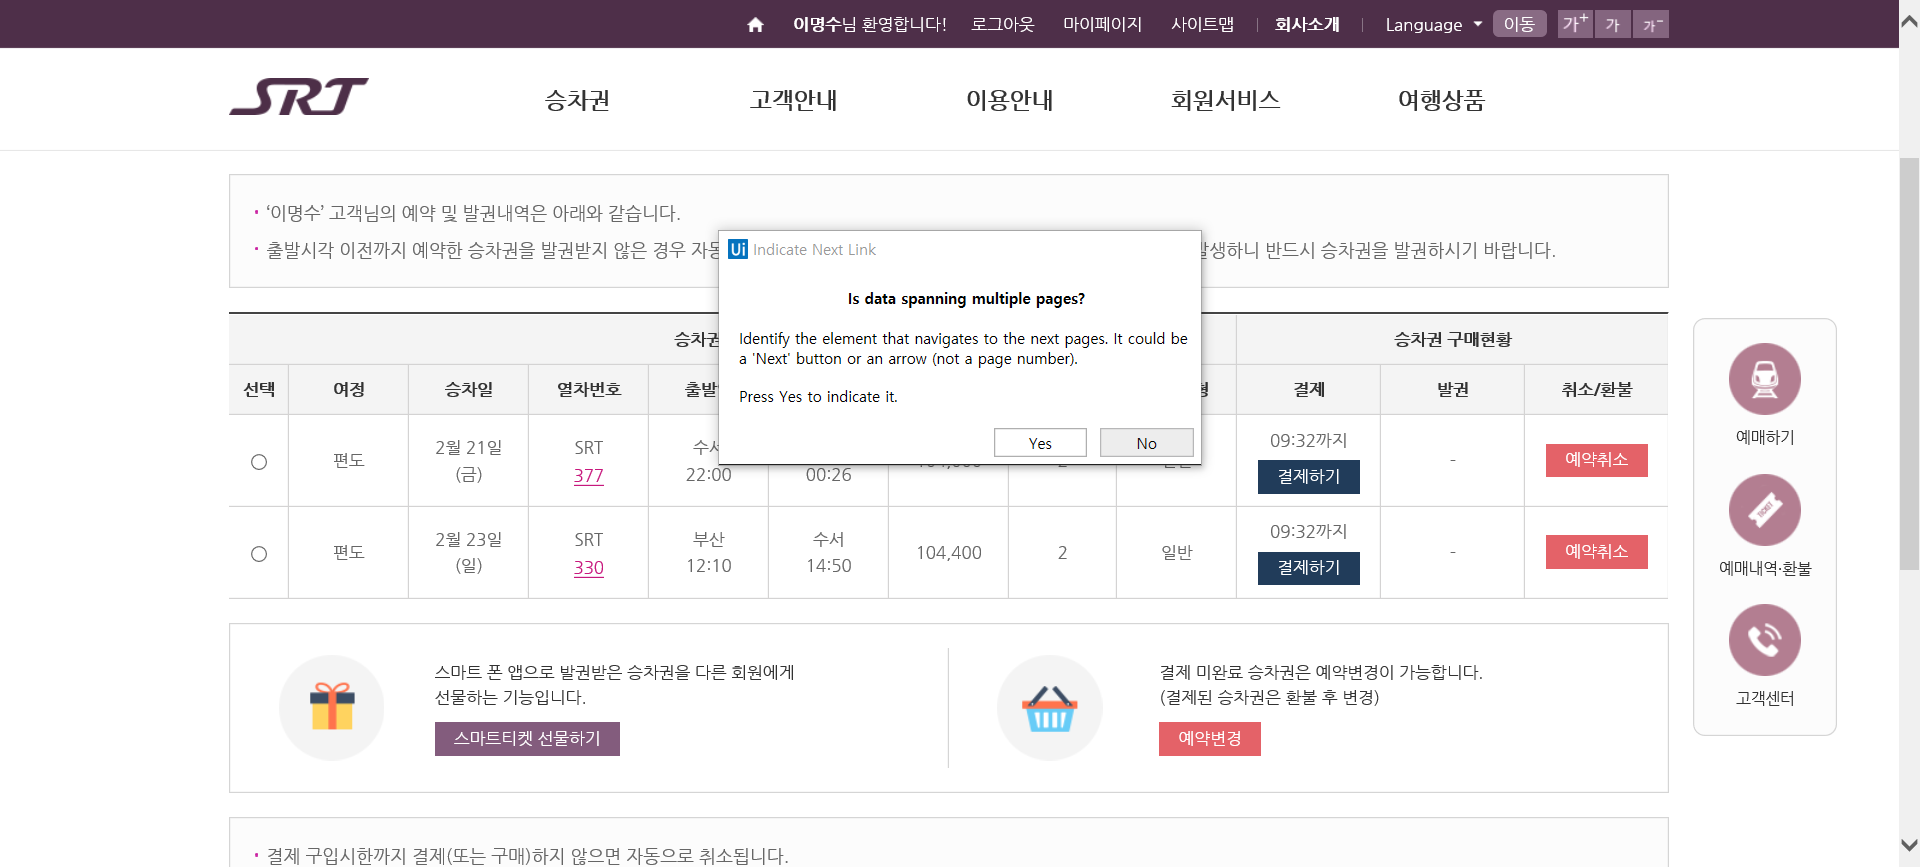 이명수님 환영합니다! 로그아웃 마이페이지 사이트맵 회사소개 Language 이동 가+ 가 가-
SRT 승차권 고객안내 이용안내 회원서비스 여행상품
· ‘이명수’ 고객님의 예약 및 발권내역은 아래와 같습니다.
· 출발시각 이전까지 예약한 승차권을 발권받지 않은 경우 자동
발생하니 반드시 승차권을 발권하시기 바랍니다.
Ui Indicate Next Link
Is data spanning multiple pages?
Identify the element that navigates to the next pages. It could be
a 'Next' button or an arrow (not a page number).
Press Yes to indicate it.
Yes No
승차권 승차권 구매현황
선택 여정 승차일 열차번호 출발 결제 발권 취소/환불
편도 2월 21일 (금) SRT 377 수서 22:00 00:26 09:32까지 결제하기 - 예약취소
편도 2월 23일 (일) SRT 330 부산 12:10 수서 14:50 104,400 2 일반 09:32까지 결제하기 - 예약취소
스마트 폰 앱으로 발권받은 승차권을 다른 회원에게
선물하는 기능입니다.
스마트티켓 선물하기
결제 미완료 승차권은 예약변경이 가능합니다.
(결제된 승차권은 환불 후 변경)
예약변경
· 결제 구입시한까지 결제(또는 구매)하지 않으면 자동으로 취소됩니다.
예매하기
TICKET
예매내역·환불
고객센터